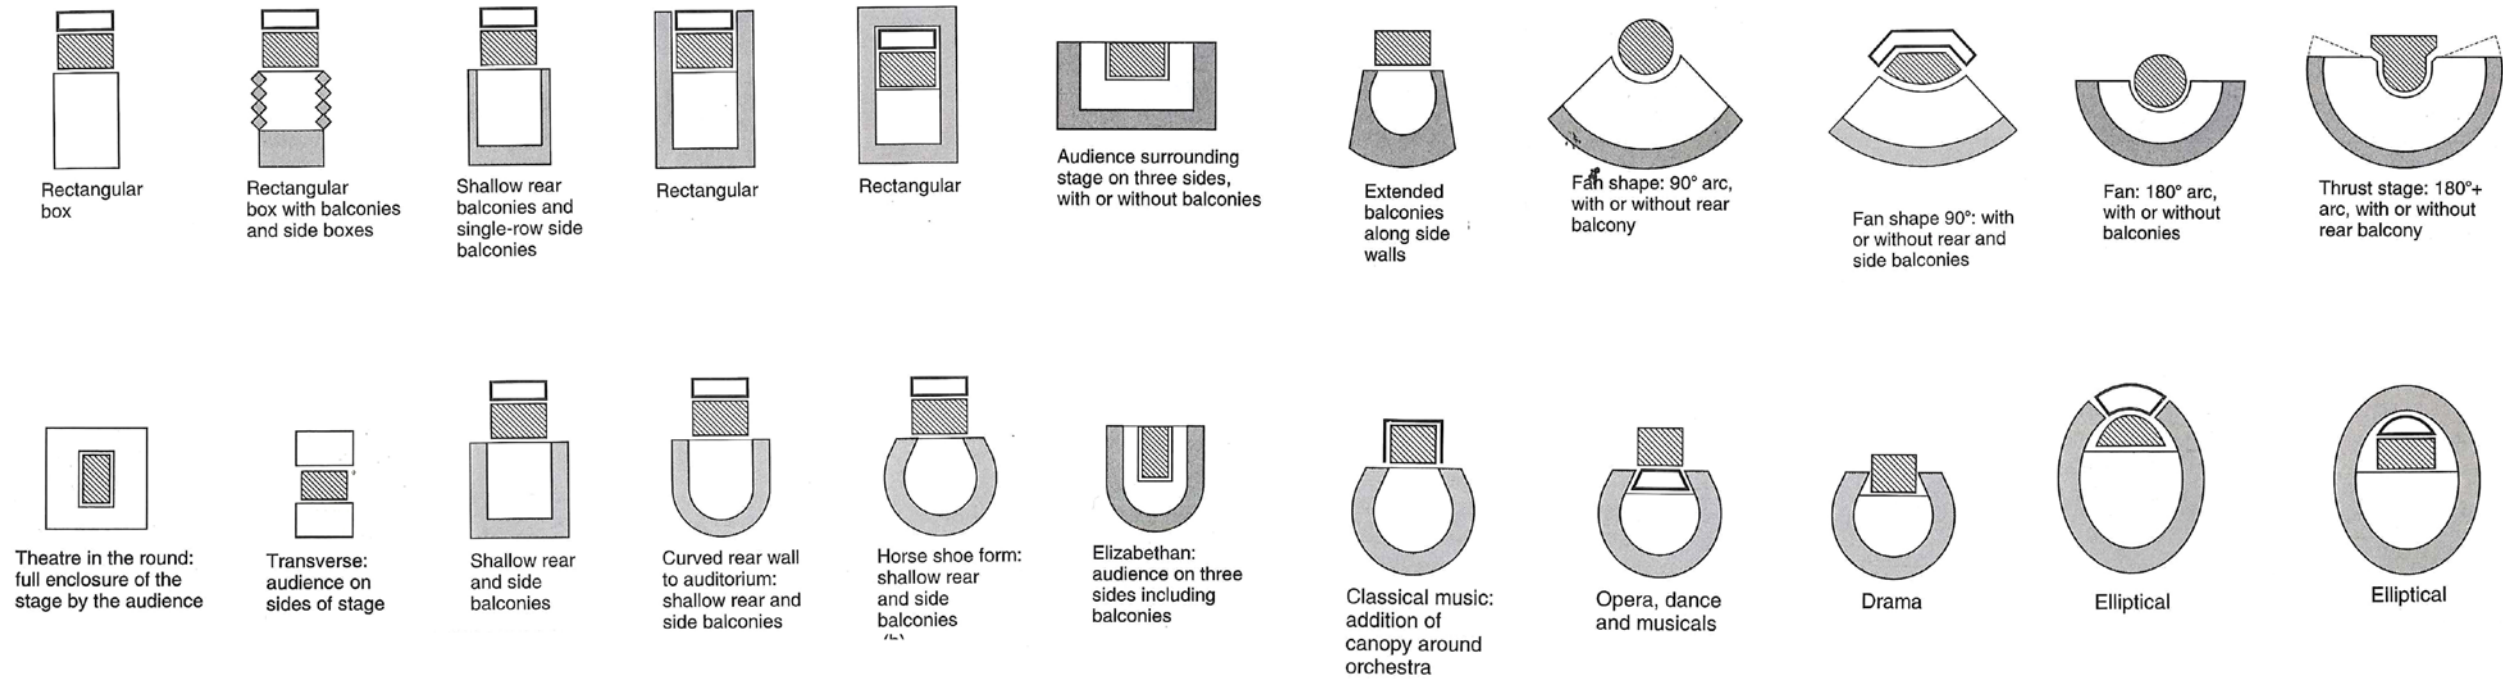 Rectangular
box
Rectangular
box with balconies
and side boxes
Shallow rear
balconies and
single-row side
balconies
Rectangular
Rectangular
Audience surrounding
stage on three sides,
with or without balconies
Extended
balconies
along side
walls
Fan shape: 90° arc,
with or without rear
balcony
Fan shape 90°: with
or without rear and
side balconies
Fan: 180° arc,
with or without
balconies
Thrust stage: 180°+
arc, with or without
rear balcony
Theatre in the round:
full enclosure of the
stage by the audience
Transverse:
audience on
sides of stage
Shallow rear
and side
balconies
Curved rear wall
to auditorium:
shallow rear and
side balconies
Horse shoe form:
shallow rear
and side
balconies
Elizabethan:
audience on three
sides including
balconies
Classical music:
addition of
canopy around
orchestra
Opera, dance
and musicals
Drama
Elliptical
Elliptical